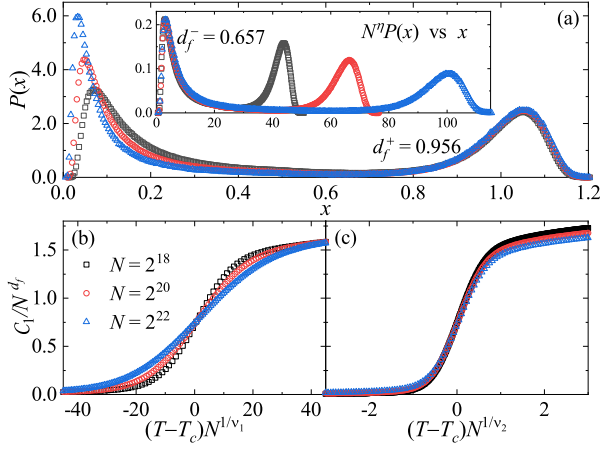 (a)
6.0
4.0
2.0
0.0
P(x)
0.0 0.2 0.4 0.6 0.8 1.0 1.2
x
d_f^- = 0.657
N^ηP(x) vs x
d_f^+ = 0.956
0.2
0.1
0.0
0 20 40 60 80 100
(b)
N = 2^18
N = 2^20
N = 2^22
1.5
1.0
0.5
0.0
C_1/N^{d_f}
-40 -20 0 20 40
(T−T_c)N^{1/ν_1}
(c)
-2 0 2
(T−T_c)N^{1/ν_2}